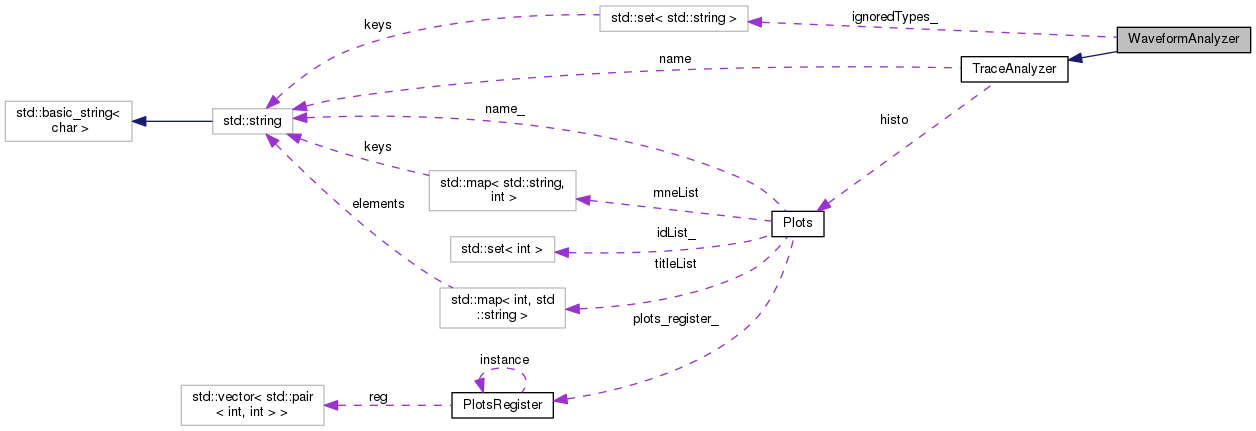 keys
std::set< std::string >
ignoredTypes_
WaveformAnalyzer
name
TraceAnalyzer
std::basic_string<
char >
std::string
name_
histo
keys
std::map< std::string,
int >
mneList
elements
Plots
std::set< int >
idList_
titleList
std::map< int, std
::string >
plots_register_
instance
std::vector< std::pair
< int, int > >
reg
PlotsRegister